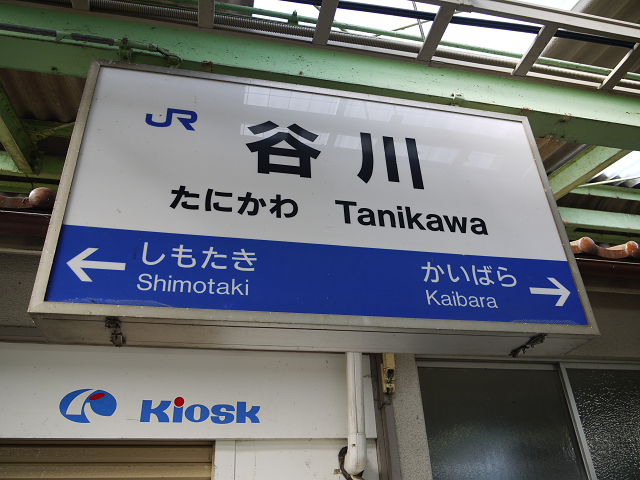 JR
谷川
たにかわ Tanikawa
← しもたき かいばら →
Shimotaki Kaibara
Kiosk